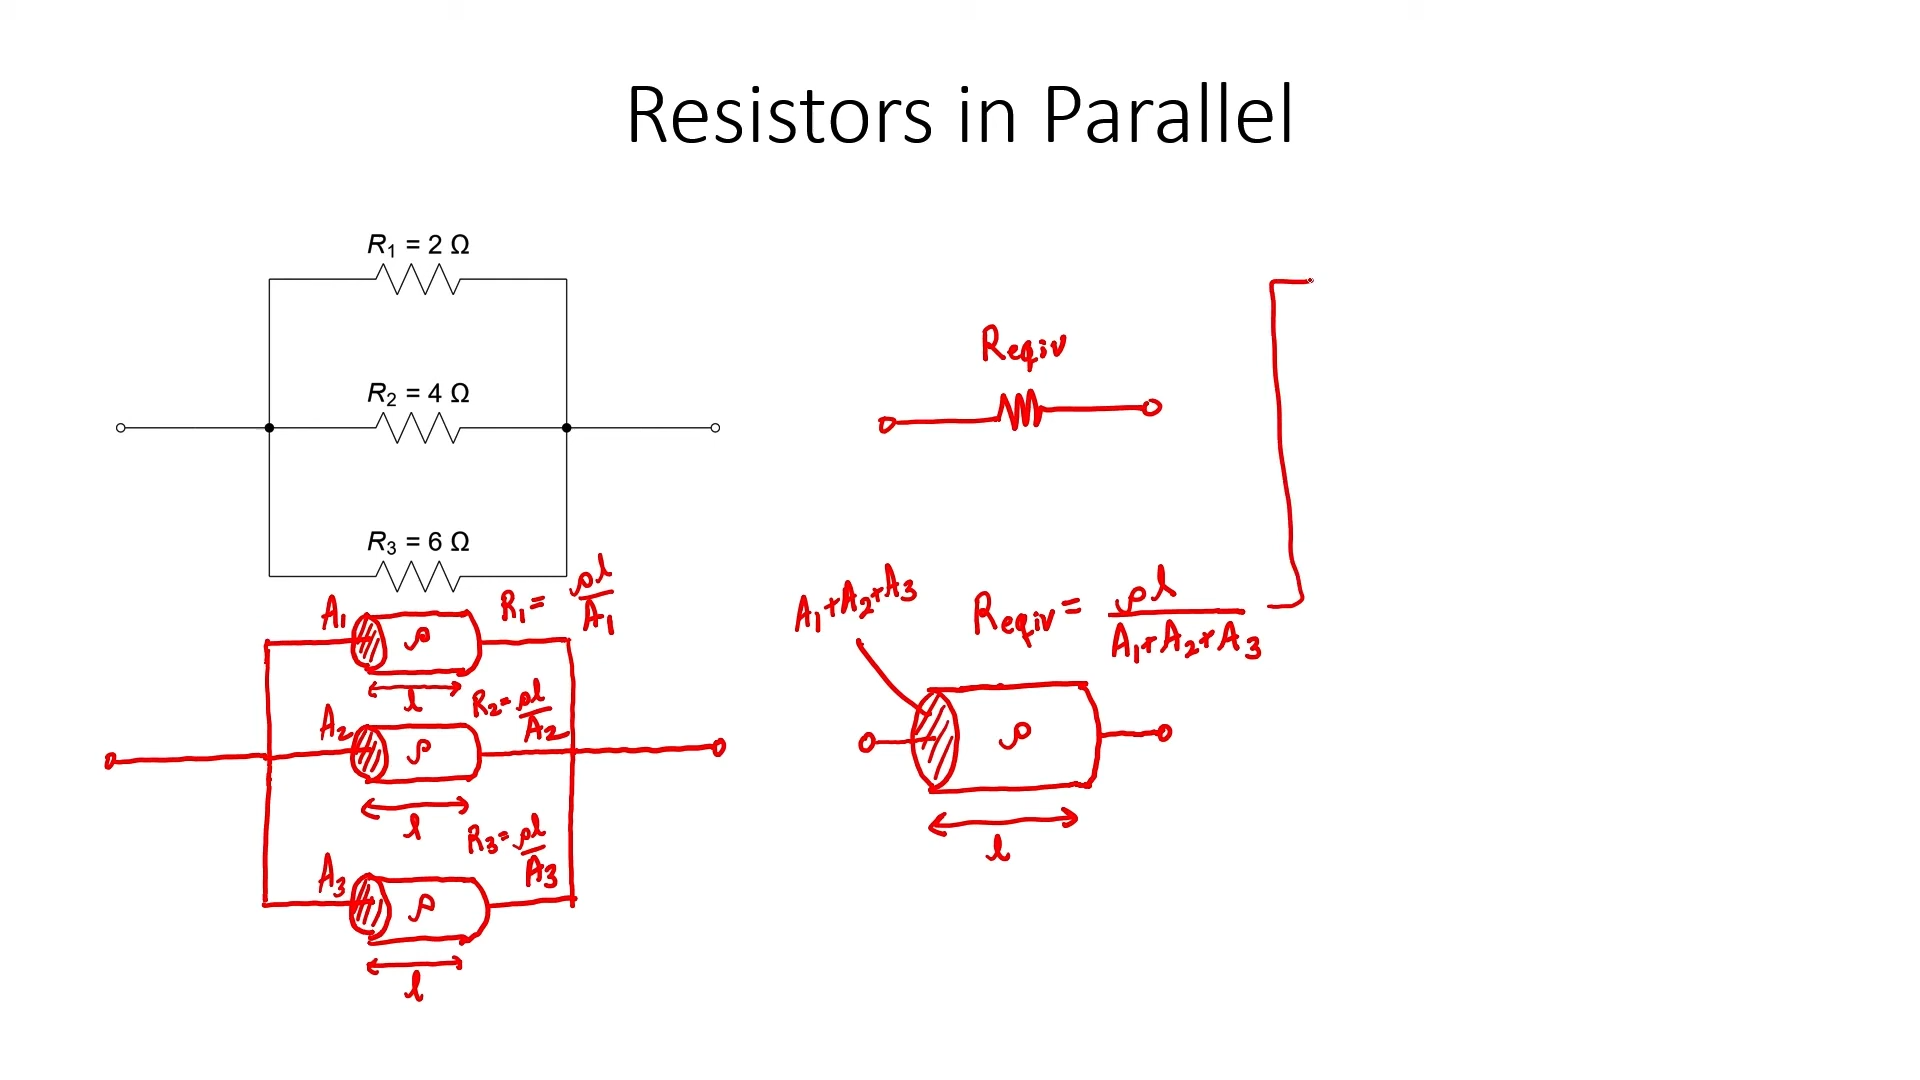 Resistors in Parallel
R₁ = 2 Ω
R₂ = 4 Ω
R₃ = 6 Ω
A₁
ρ
R₁ = ρl/A₁
l
A₂
ρ
R₂ = ρl/A₂
l
A₃
ρ
R₃ = ρl/A₃
l
Reqiv
A₁+A₂+A₃
Reqiv = ρl/A₁+A₂+A₃
ρ
l